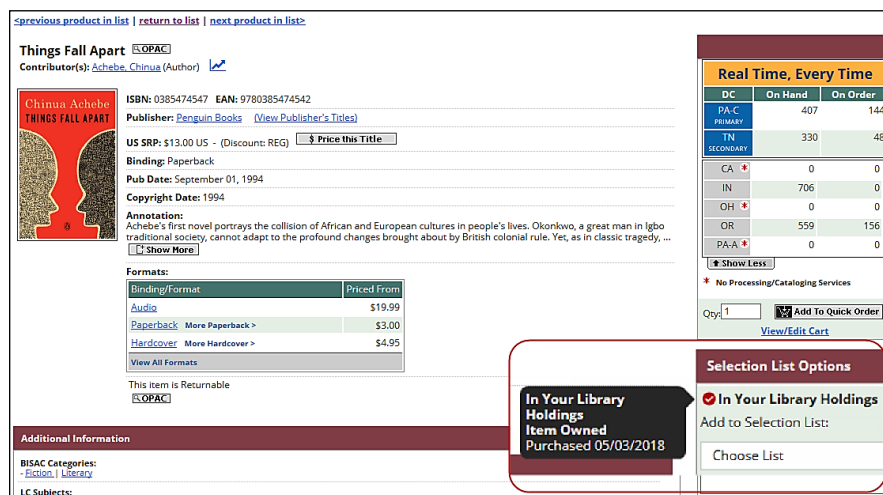 <previous product in list | return to list | next product in list>
Things Fall Apart OPAC
Contributor(s): Achebe, Chinua (Author)
Chinua Achebe
THINGS FALL APART
ISBN: 0385474547 EAN: 9780385474542
Publisher: Penguin Books (View Publisher's Titles)
US SRP: $13.00 US - (Discount: REG) $ Price this Title
Binding: Paperback
Pub Date: September 01, 1994
Copyright Date: 1994
Annotation:
Achebe's first novel portrays the collision of African and European cultures in people's lives. Okonkwo, a great man in Igbo
traditional society, cannot adapt to the profound changes brought about by British colonial rule. Yet, as in classic tragedy, ...
Show More
Formats:
Binding/Format Priced From
Audio $19.99
Paperback More Paperback > $3.00
Hardcover More Hardcover > $4.95
View All Formats
This item is Returnable
OPAC
Additional Information
BISAC Categories:
- Fiction | Literary
LC Subjects:
Real Time, Every Time
DC On Hand On Order
PA-C 407 144
PRIMARY
TN 330 48
SECONDARY
CA * 0 0
IN 706 0
OH * 0 0
OR 559 156
PA-A * 0 0
Show Less
* No Processing/Cataloging Services
Qty: 1 Add To Quick Order
View/Edit Cart
Selection List Options
In Your Library Holdings
Add to Selection List:
Choose List
In Your Library
Holdings
Item Owned
Purchased 05/03/2018